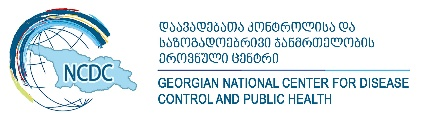 NCDC
დაავადებათა კონტროლისა და
საზოგადოებრივი ჯანმრთელობის
ეროვნული ცენტრი
GEORGIAN NATIONAL CENTER FOR DISEASE
CONTROL AND PUBLIC HEALTH